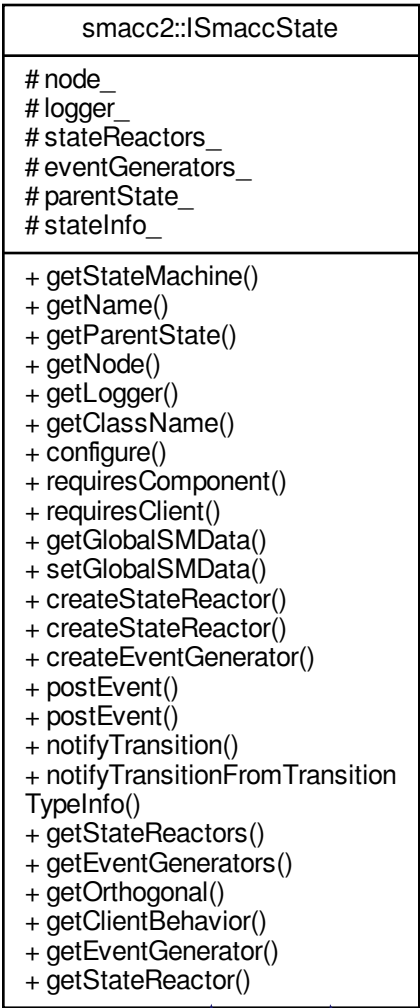 smacc2::ISmaccState
# node_
# logger_
# stateReactors_
# eventGenerators_
# parentState_
# stateInfo_
+ getStateMachine()
+ getName()
+ getParentState()
+ getNode()
+ getLogger()
+ getClassName()
+ configure()
+ requiresComponent()
+ requiresClient()
+ getGlobalSMData()
+ setGlobalSMData()
+ createStateReactor()
+ createStateReactor()
+ createEventGenerator()
+ postEvent()
+ postEvent()
+ notifyTransition()
+ notifyTransitionFromTransition
TypeInfo()
+ getStateReactors()
+ getEventGenerators()
+ getOrthogonal()
+ getClientBehavior()
+ getEventGenerator()
+ getStateReactor()